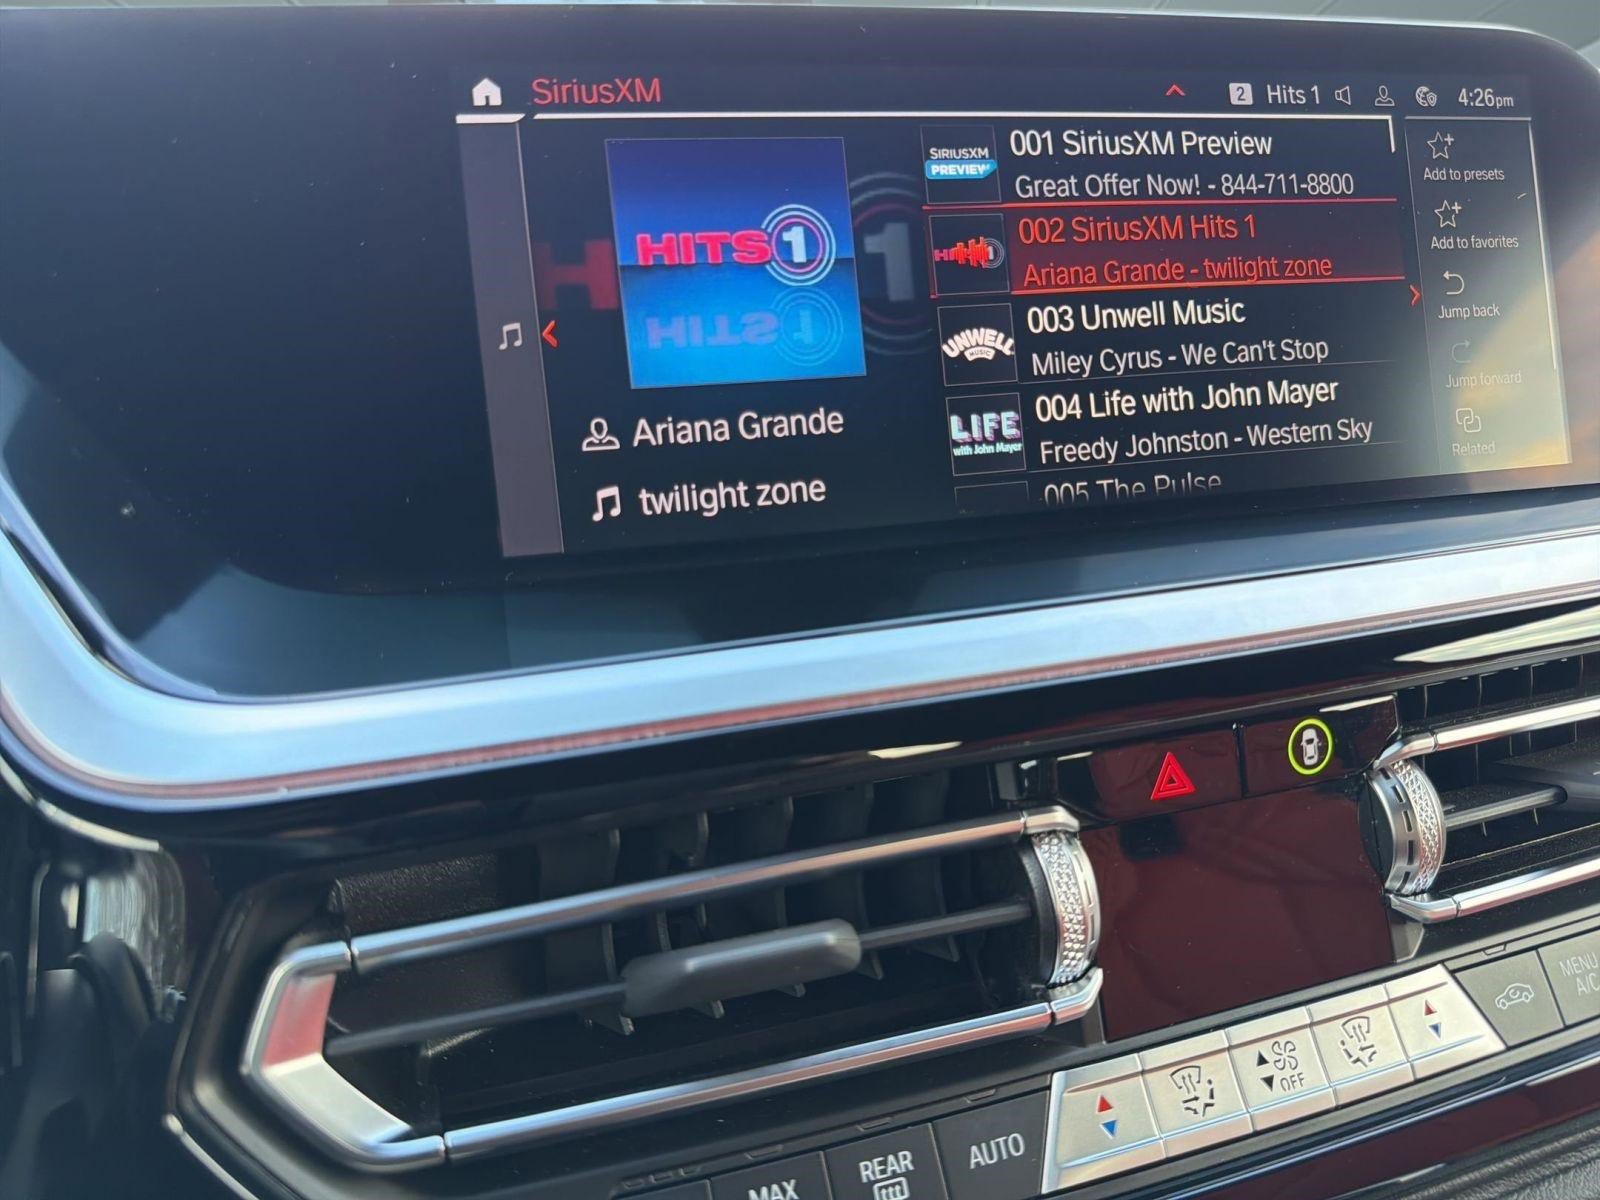 SiriusXM
2 Hits 1 4:26pm
HITS 1
Ariana Grande
twilight zone
SIRIUSXM
PREVIEW
001 SiriusXM Preview
Great Offer Now! - 844-711-8800
002 SiriusXM Hits 1
Ariana Grande - twilight zone
UNWELL
MUSIC
003 Unwell Music
Miley Cyrus - We Can't Stop
LIFE
with John Mayer
004 Life with John Mayer
Freedy Johnston - Western Sky
005 The Pulse
Add to presets
Add to favorites
Jump back
Jump forward
Related
MENU
A/C
OFF
AUTO
REAR
MAX